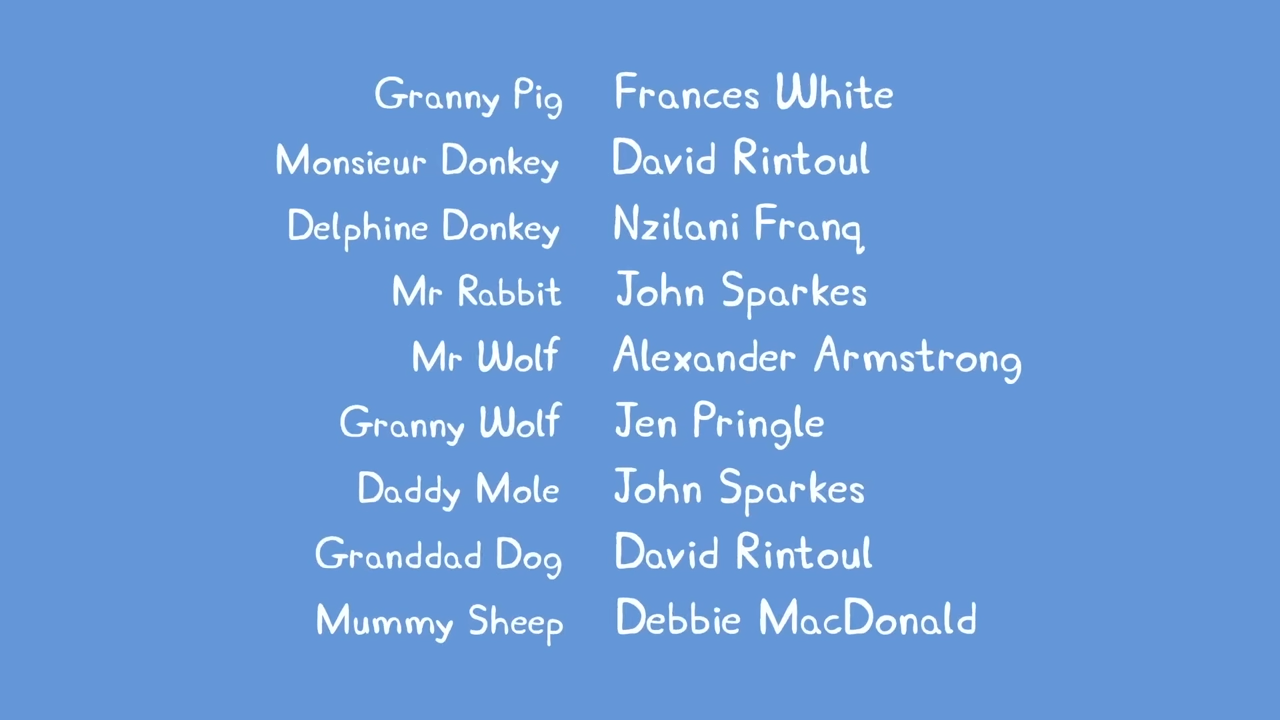 Granny Pig Frances White
Monsieur Donkey David Rintoul
Delphine Donkey Nzilani Franq
Mr Rabbit John Sparkes
Mr Wolf Alexander Armstrong
Granny Wolf Jen Pringle
Daddy Mole John Sparkes
Granddad Dog David Rintoul
Mummy Sheep Debbie MacDonald